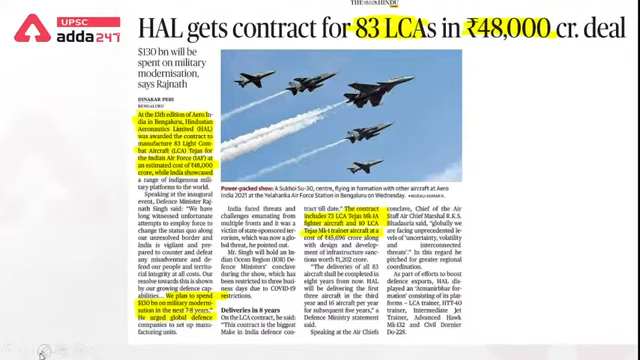 THE HINDU
UPSC
adda247
HAL gets contract for 83 LCAs in ₹48,000 cr. deal
$130 bn will be
spent on military
modernisation,
says Rajnath
DINAKAR PERI
BENGALURU
At the 13th edition of Aero In-
dia in Bengaluru, Hindustan
Aeronautics Limited (HAL)
was awarded the contract to
manufacture 83 Light Com-
bat Aircraft (LCA) Tejas for
the Indian Air Force (IAF) at
an estimated cost of ₹48,000
crore, while India showcased
a range of indigenous mil-
itary platforms to the world.
Speaking at the inaugural
event, Defence Minister Raj-
nath Singh said: "We have
long witnessed unfortunate
attempts to employ force to
change the status quo along
our unresolved border and
India is vigilant and pre-
pared to counter and defeat
any misadventure and de-
fend our people and territo-
rial integrity at all costs. Our
resolve towards this is shown
by our growing defence capa-
bilities... We plan to spend
$130 bn on military moderni-
sation in the next 7-8 years."
He urged global defence
companies to set up manu-
facturing units.
Power-packed show: A Sukhoi Su-30, centre, flying in formation with other aircraft at Aero
India 2021 at the Yelahanka Air Force Station in Bengaluru on Wednesday.
India faced threats and
challenges emanating from
multiple fronts and it was a
victim of state-sponsored ter-
rorism, which was now a glo-
bal threat, he pointed out.
Mr. Singh will hold an In-
dian Ocean Region (IOR) De-
fence Ministers' conclave
during the show, which has
been restricted to three busi-
ness days due to COVID-19
restrictions.
Deliveries in 8 years
On the LCA contract, he said:
"This contract is the biggest
Make in India defence con-
tract till date." The contract
includes 73 LCA Tejas Mk-1A
fighter aircraft and 10 LCA
Tejas Mk-1 trainer aircraft at a
cost of ₹45,696 crore along
with design and develop-
ment of infrastructure sanc-
tions worth ₹1,202 crore.
"The deliveries of all 83
aircraft shall be completed in
eight years from now. HAL
will be delivering the first
three aircraft in the third
year and 16 aircraft per year
for subsequent five years," a
Defence Ministry statement
said.
Speaking at the Air Chiefs
conclave, Chief of the Air
Staff Air Chief Marshal R.K.S.
Bhadauria said, "globally we
are facing unprecedented le-
vels of 'uncertainty, volatility
and interconnected
threats'." In this regard he
pitched for greater regional
coordination.
As part of efforts to boost
defence exports, HAL dis-
played an 'Atmanirbhar for-
mation' consisting of its plat-
forms – LCA trainer, HTT-40
trainer, Intermediate Jet
Trainer, Advanced Hawk
Mk-132 and Civil Dornier
Do-228.